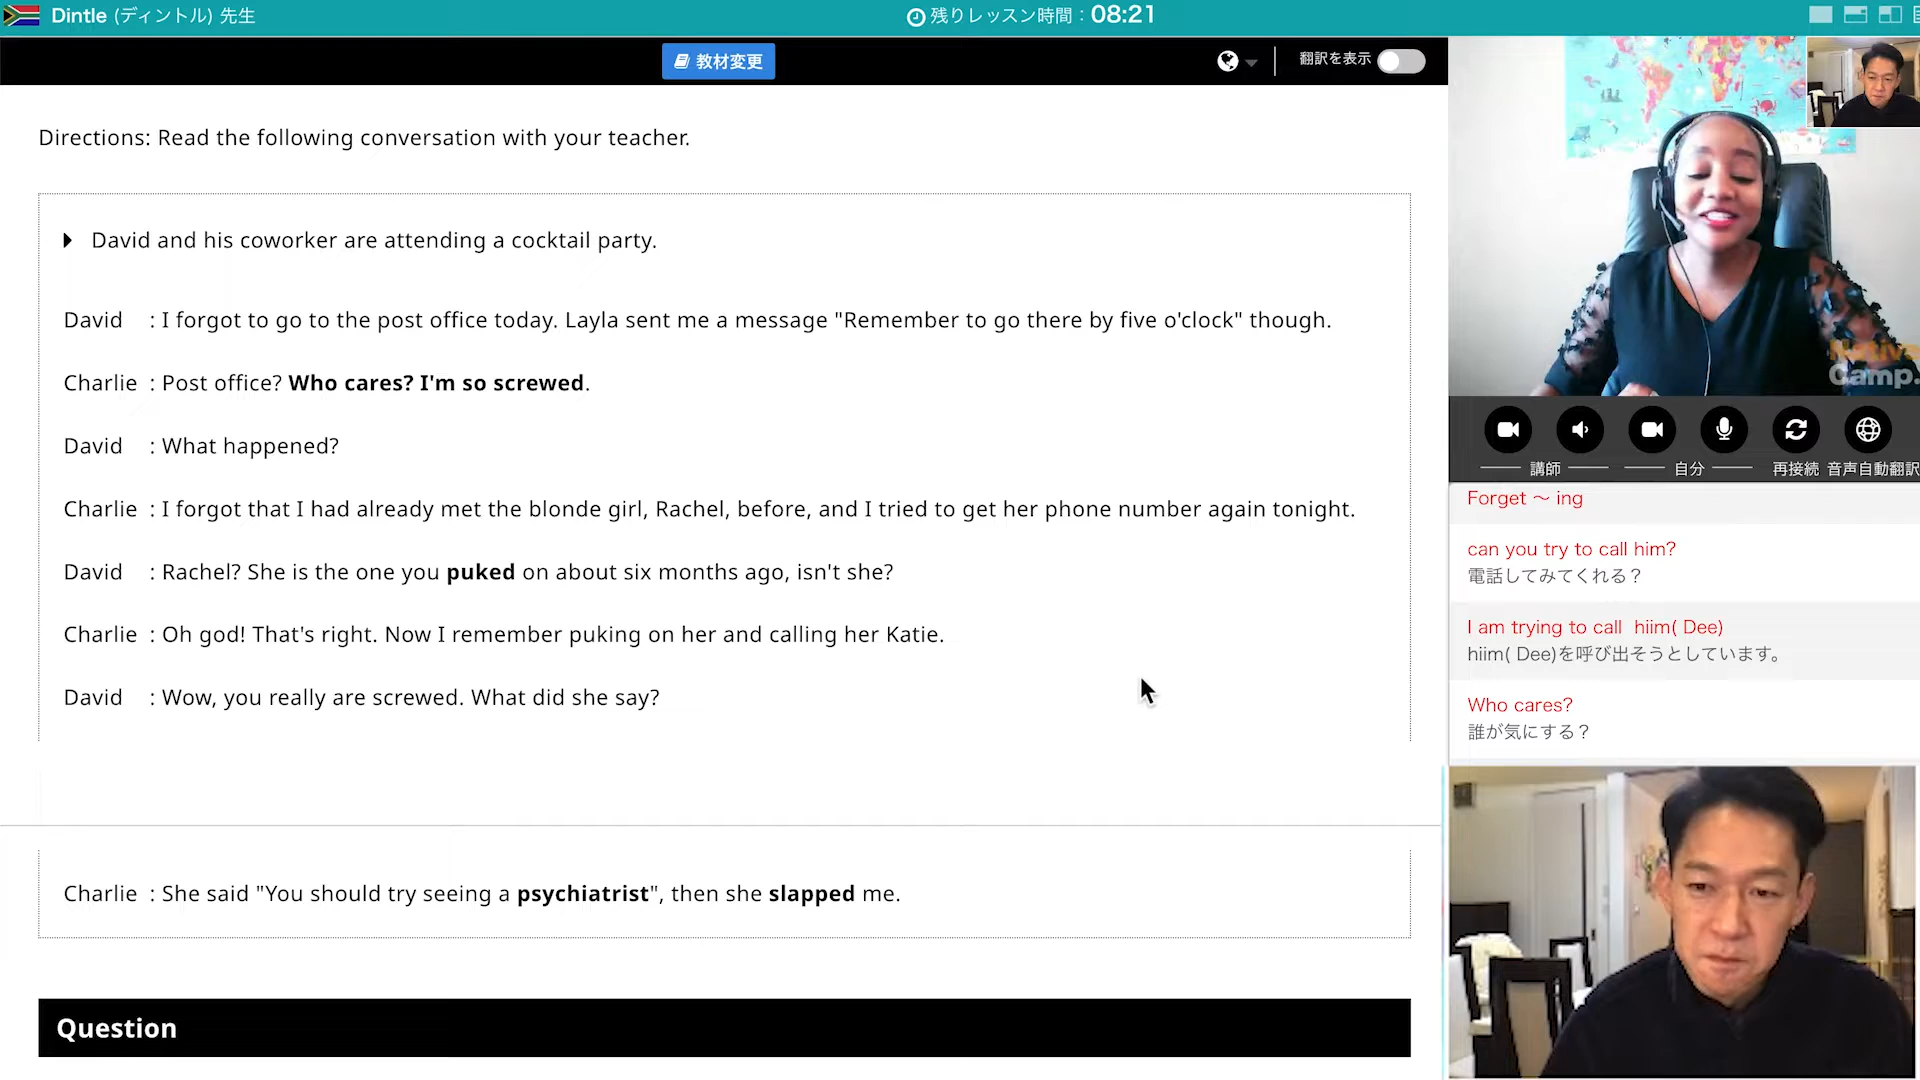 Dintle (ディントル) 先生
残りレッスン時間：08:21
教材変更
翻訳を表示
Directions: Read the following conversation with your teacher.
David and his coworker are attending a cocktail party.
David : I forgot to go to the post office today. Layla sent me a message "Remember to go there by five o'clock" though.
Charlie : Post office? Who cares? I'm so screwed.
David : What happened?
Charlie : I forgot that I had already met the blonde girl, Rachel, before, and I tried to get her phone number again tonight.
David : Rachel? She is the one you puked on about six months ago, isn't she?
Charlie : Oh god! That's right. Now I remember puking on her and calling her Katie.
David : Wow, you really are screwed. What did she say?
Charlie : She said "You should try seeing a psychiatrist", then she slapped me.
Question
Native
Camp.
講師
自分
再接続
音声自動翻訳
Forget ～ ing
can you try to call him?
電話してみてくれる？
I am trying to call hiim( Dee)
hiim( Dee)を呼び出そうとしています。
Who cares?
誰が気にする？